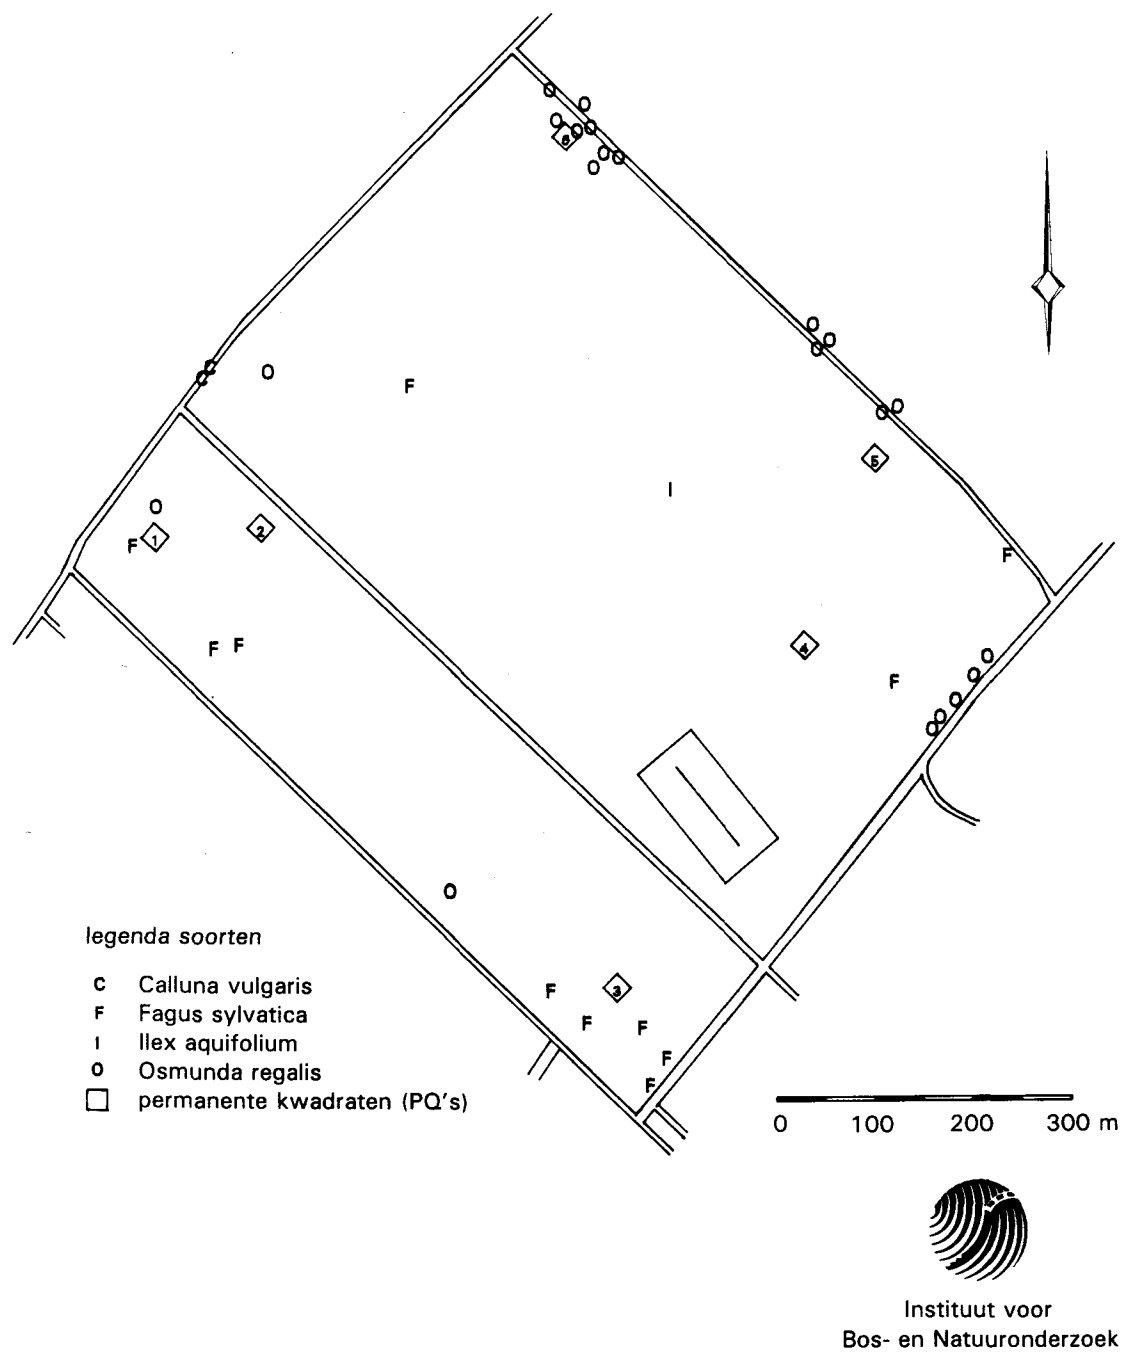 O
O
O
O
O
6
O
O
O
O
O
O
C
C
O
F
O
O
5
I
O
F
1
2
F
F
F
4
F
O
O
O
O
O
O
legenda soorten
C Calluna vulgaris
F Fagus sylvatica
I Ilex aquifolium
O Osmunda regalis
permanente kwadraten (PQ's)
F
3
F
F
F
F
0 100 200 300 m
Instituut voor
Bos- en Natuuronderzoek